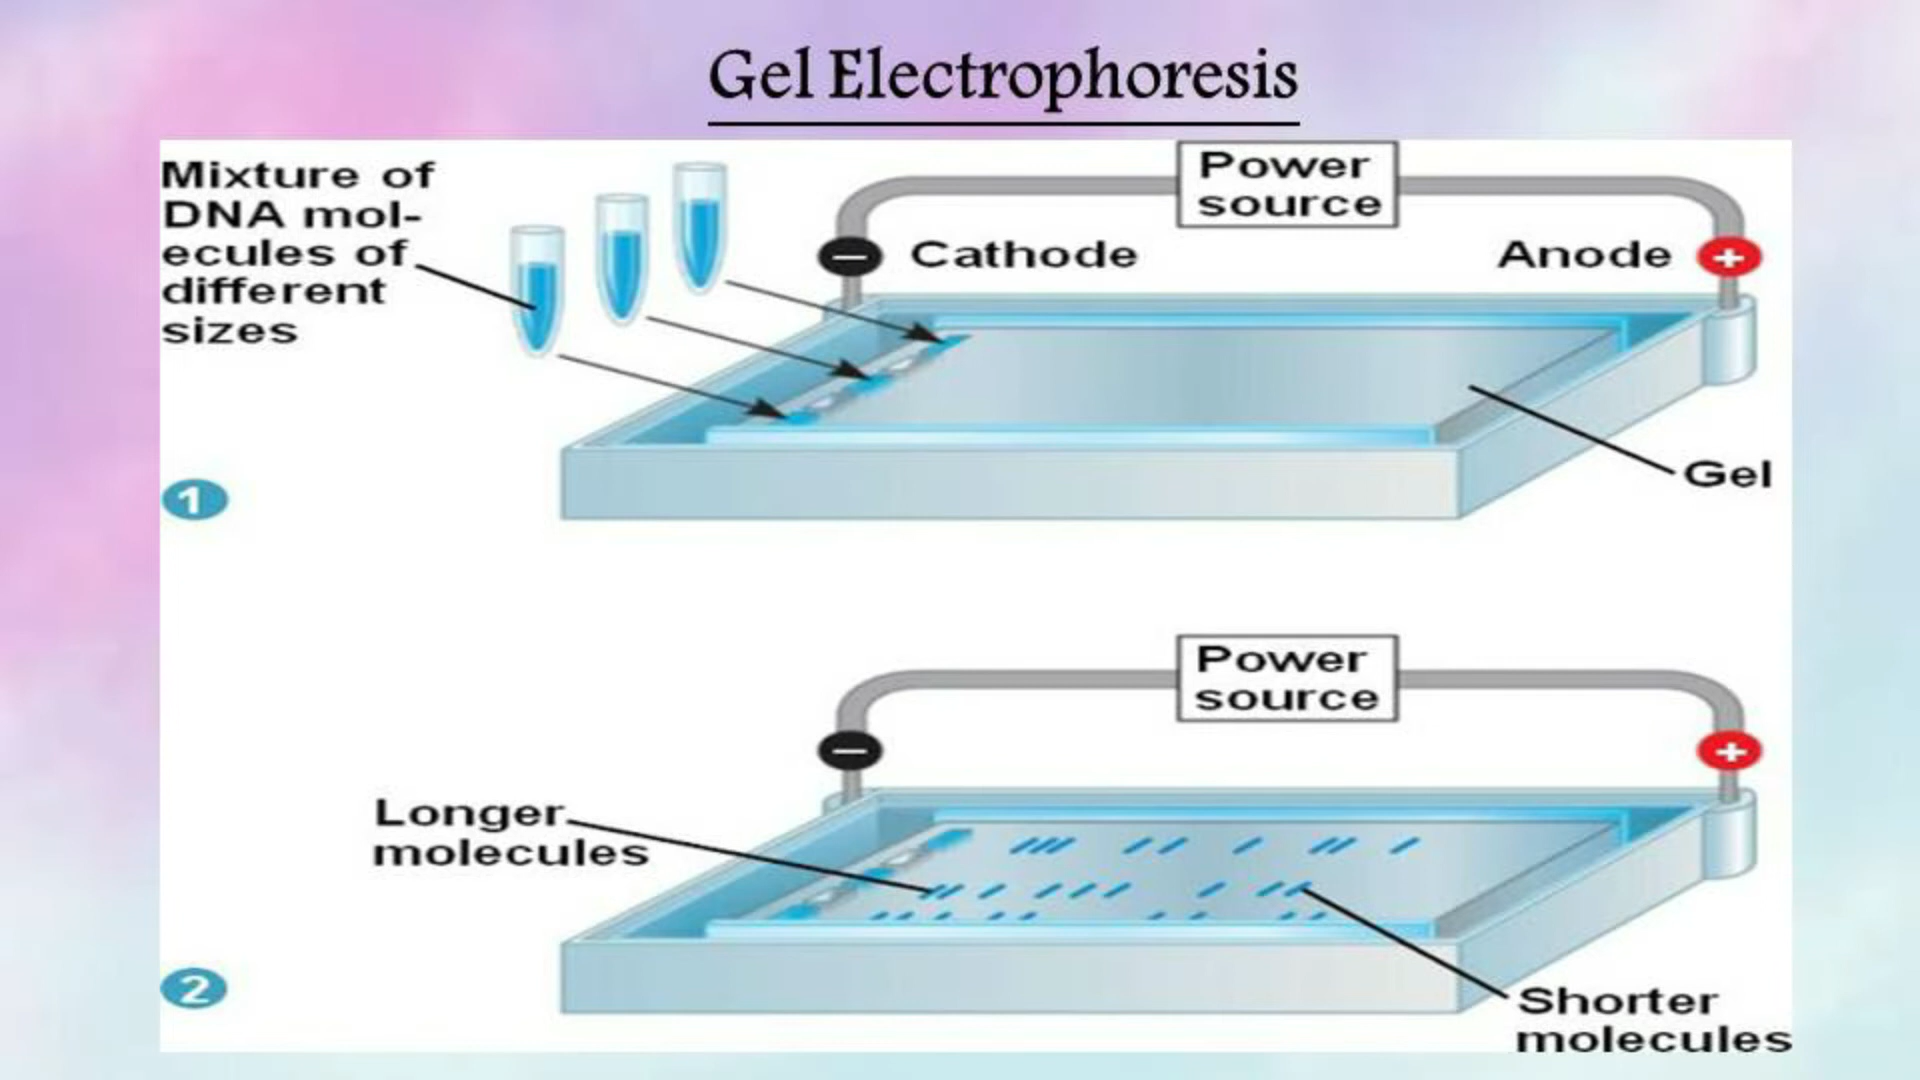 Gel Electrophoresis
Mixture of
DNA mol-
ecules of
different
sizes
Power
source
− Cathode
Anode +
Gel
1
Power
source
−
+
Longer
molecules
2
Shorter
molecules